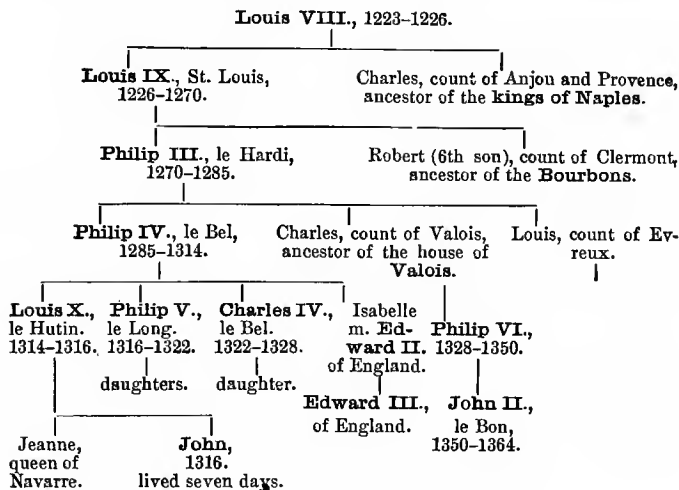 Louis VIII., 1223–1226.
Louis IX., St. Louis,
1226–1270.
Charles, count of Anjou and Provence,
ancestor of the kings of Naples.
Philip III., le Hardi,
1270–1285.
Robert (6th son), count of Clermont,
ancestor of the Bourbons.
Philip IV., le Bel,
1285–1314.
Charles, count of Valois,
ancestor of the house of
Valois.
Louis, count of Ev-
reux.
Louis X.,
le Hutin.
1314–1316.
Philip V.,
le Long.
1316–1322.
daughters.
Charles IV.,
le Bel.
1322–1328.
daughter.
Isabelle
m. Ed-
ward II.
of England.
Philip VI.,
1328–1350.
Edward III.,
of England.
John II.,
le Bon,
1350–1364.
Jeanne,
queen of
Navarre.
John,
1316.
lived seven days.